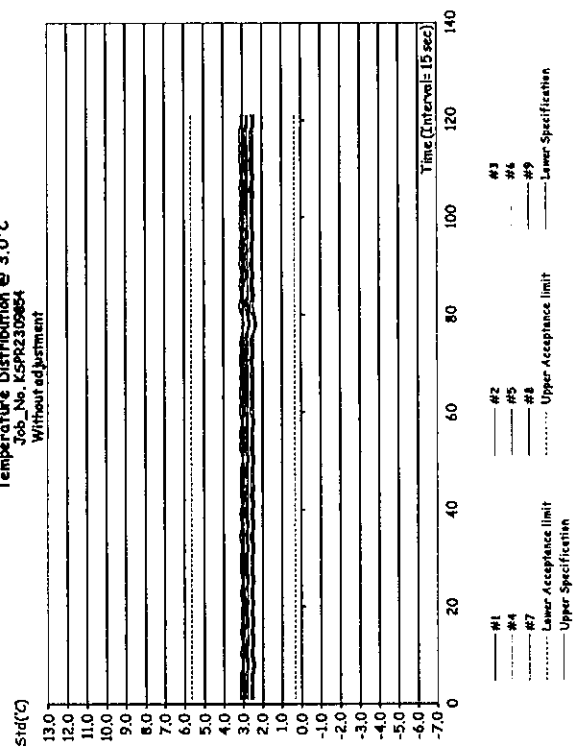 Temperature Distribution @ 3.0°C
Job_No. KSPR2309854
Without adjustment
Std(°C)
13.0
12.0
11.0
10.0
9.0
8.0
7.0
6.0
5.0
4.0
3.0
2.0
1.0
0.0
-1.0
-2.0
-3.0
-4.0
-5.0
-6.0
-7.0
0 20 40 60 80 100 120 140
Time (Interval= 15 sec)
#1 #2 #3
#4 #5 #6
#7 #8 #9
Lower Acceptance limit Upper Acceptance limit Lower Specification
Upper Specification